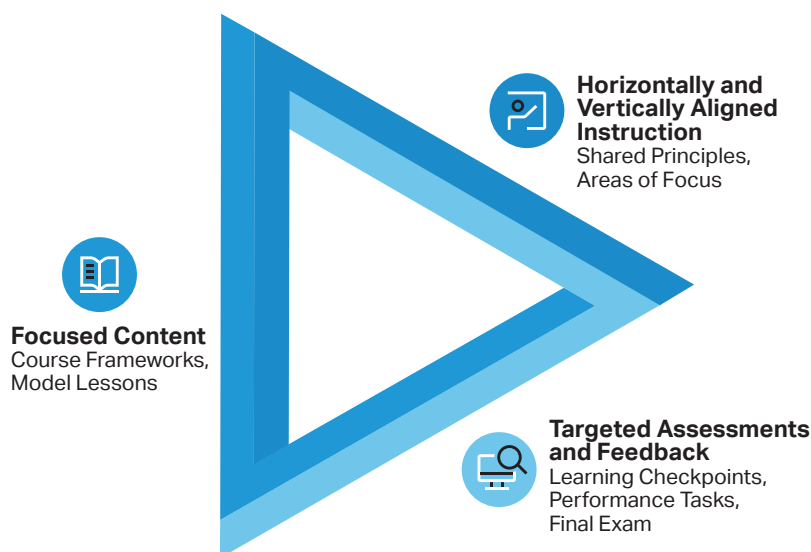 Horizontally and
Vertically Aligned
Instruction
Shared Principles,
Areas of Focus
Focused Content
Course Frameworks,
Model Lessons
Targeted Assessments
and Feedback
Learning Checkpoints,
Performance Tasks,
Final Exam